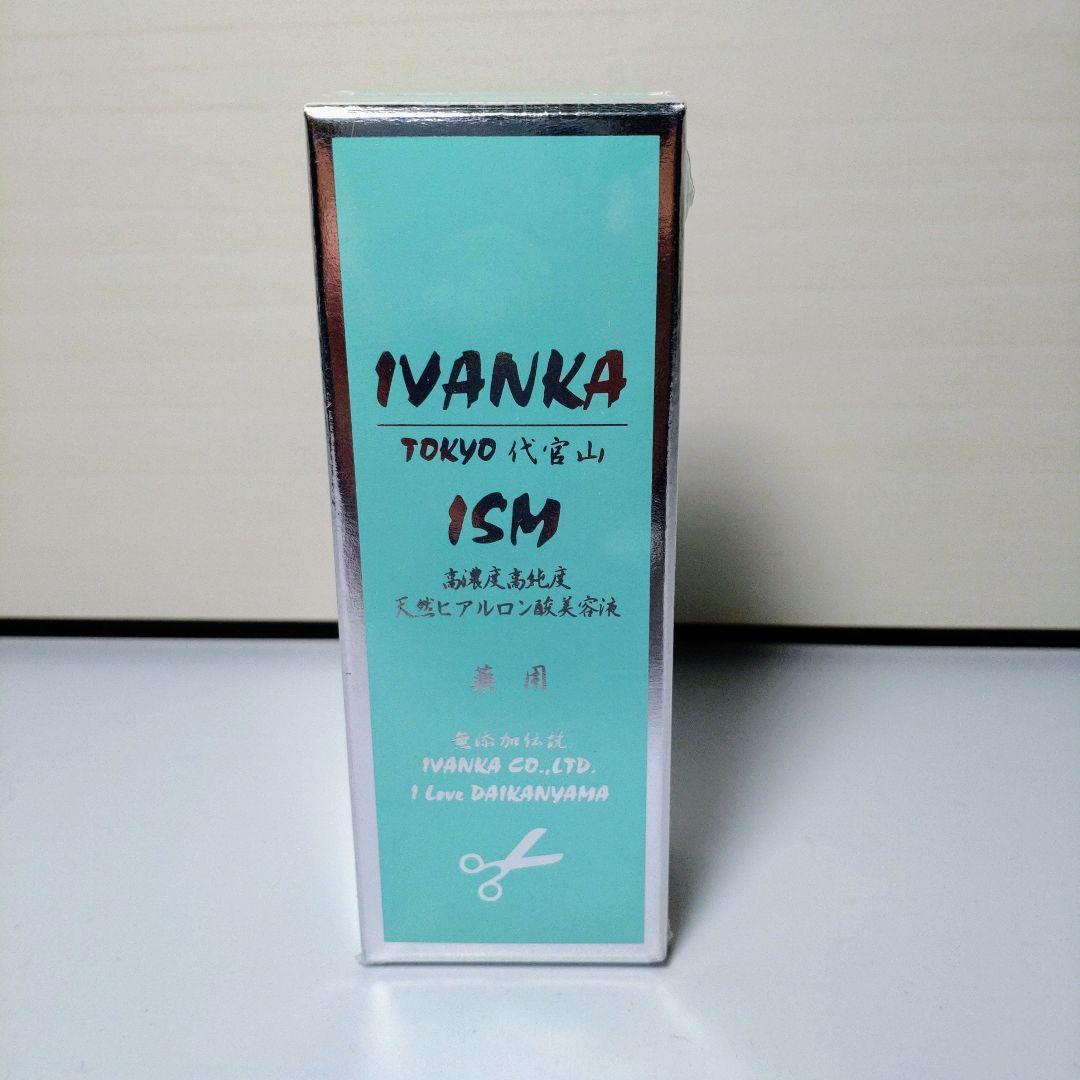 IVANKA
TOKYO 代官山
ISM
高濃度高純度
天然ヒアルロン酸美容液
薬用
無添加伝説
IVANKA CO.,LTD.
I Love DAIKANYAMA